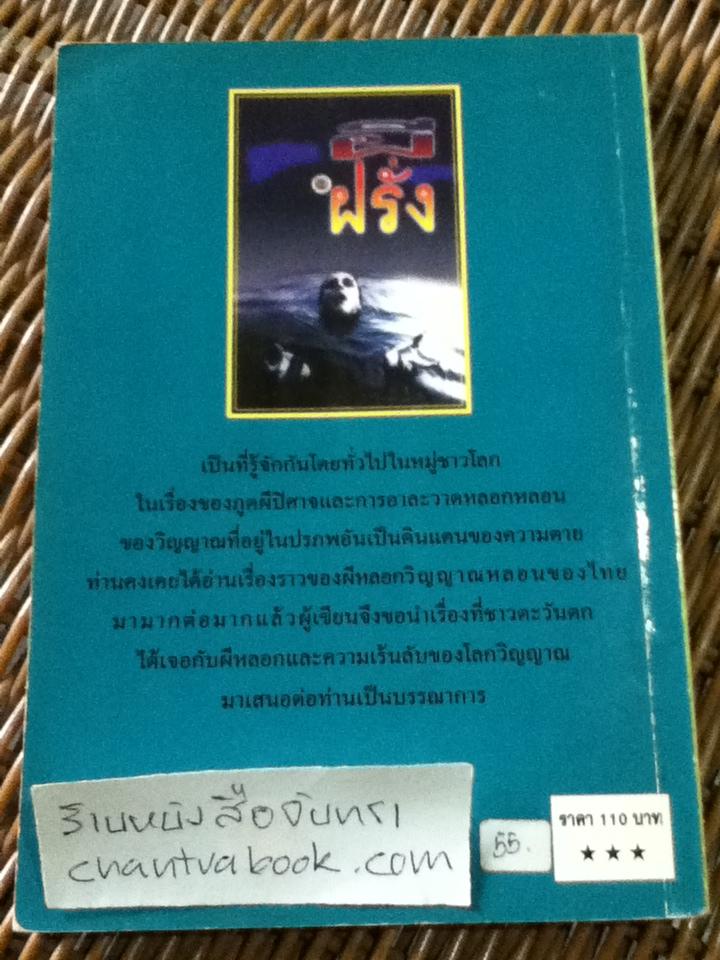 ผี
ฝรั่ง
เป็นที่รู้จักกันโดยทั่วไปในหมู่ชาวโลก
ในเรื่องของภูตผีปิศาจและการอาละวาดหลอกหลอน
ของวิญญาณที่อยู่ในปรภพอันเป็นดินแดนของความตาย
ท่านคงเคยได้อ่านเรื่องราวของผีหลอกวิญญาณหลอนของไทย
มามากต่อมากแล้วผู้เขียนจึงขอนำเรื่องที่ชาวตะวันตก
ได้เจอกับผีหลอกและความเร้นลับของโลกวิญญาณ
มาเสนอต่อท่านเป็นบรรณาการ
ร้านหนังสือจันทรา
chantrabook.com
55.
ราคา 110 บาท
★ ★ ★